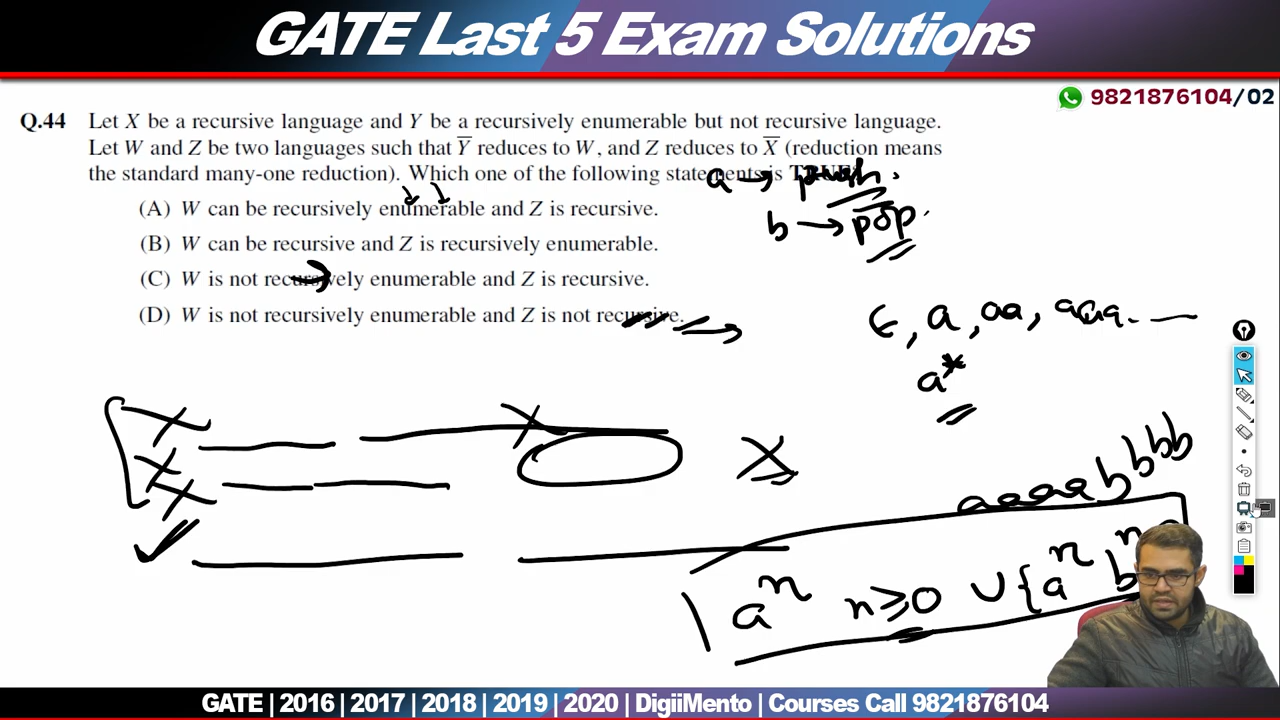 GATE Last 5 Exam Solutions
9821876104/02
Q.44 Let X be a recursive language and Y be a recursively enumerable but not recursive language.
Let W and Z be two languages such that Y̅ reduces to W, and Z reduces to X̅ (reduction means
the standard many-one reduction). Which one of the following statements is TRUE
a → push.
(A) W can be recursively enumerable and Z is recursive.
b → pop.
(B) W can be recursive and Z is recursively enumerable.
(C) W is not recursively enumerable and Z is recursive.
(D) W is not recursively enumerable and Z is not recursive.
ϵ, a, aa, aaa.
a*
aaaabbbb
aⁿ n≥0 ∪ {aⁿ b
GATE | 2016 | 2017 | 2018 | 2019 | 2020 | DigiiMento | Courses Call 9821876104